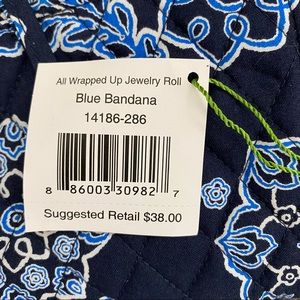 All Wrapped Up Jewelry Roll
Blue Bandana
14186-286
8 86003 30982 7
Suggested Retail $38.00